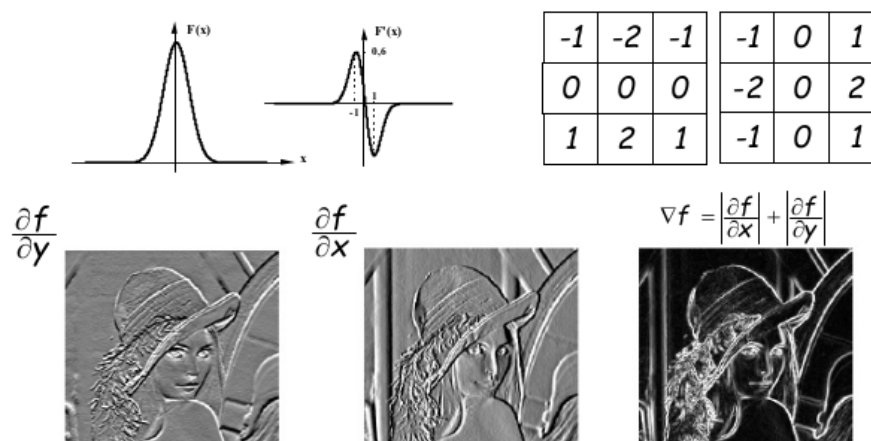 F(x)
x
F'(x)
0,6
1
-1
-1 -2 -1
0 0 0
1 2 1
-1 0 1
-2 0 2
-1 0 1
∂f/∂y
∂f/∂x
∇f = |∂f/∂x| + |∂f/∂y|